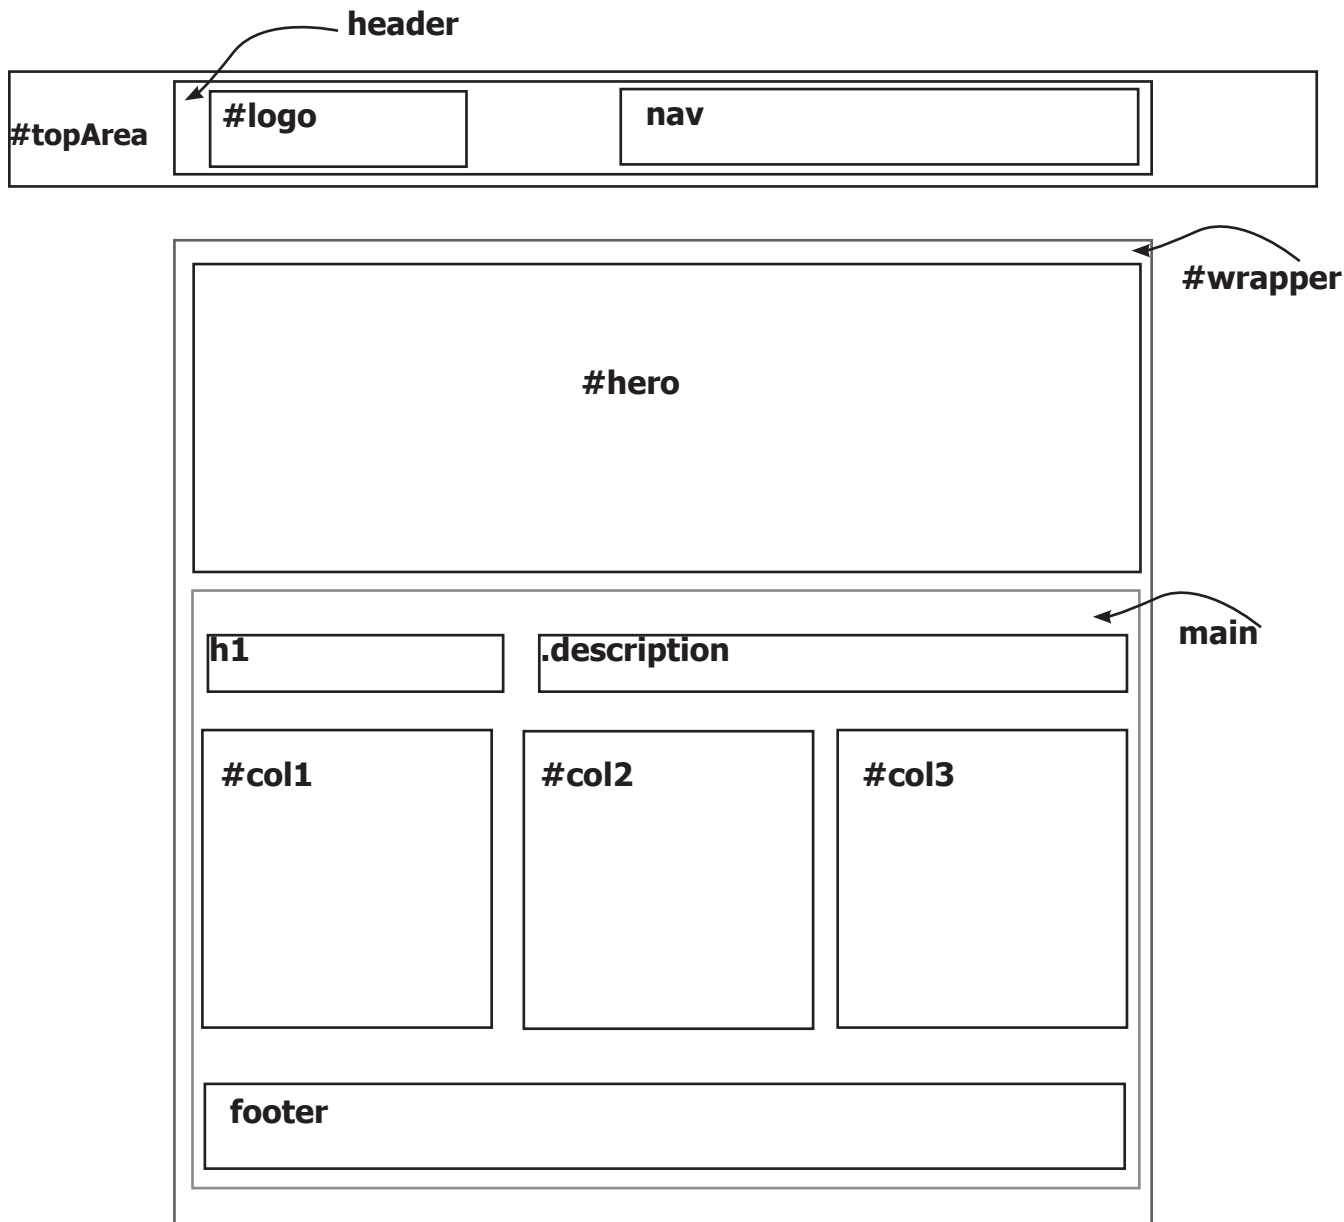 header
#topArea
#logo
nav
#wrapper
#hero
main
h1
.description
#col1
#col2
#col3
footer